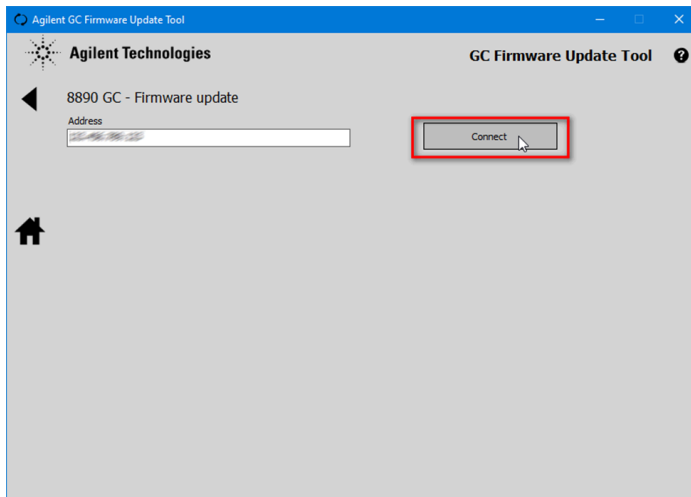 Agilent GC Firmware Update Tool
Agilent Technologies
GC Firmware Update Tool
?
8890 GC - Firmware update
Address
Connect